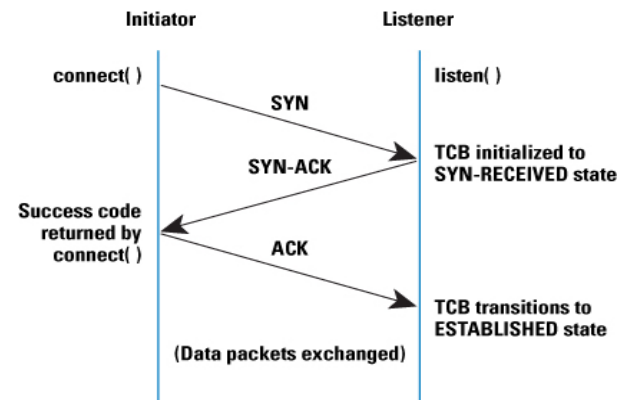 Initiator
Listener
connect( )
listen( )
SYN
TCB initialized to
SYN-RECEIVED state
SYN-ACK
Success code
returned by
connect( )
ACK
TCB transitions to
ESTABLISHED state
(Data packets exchanged)